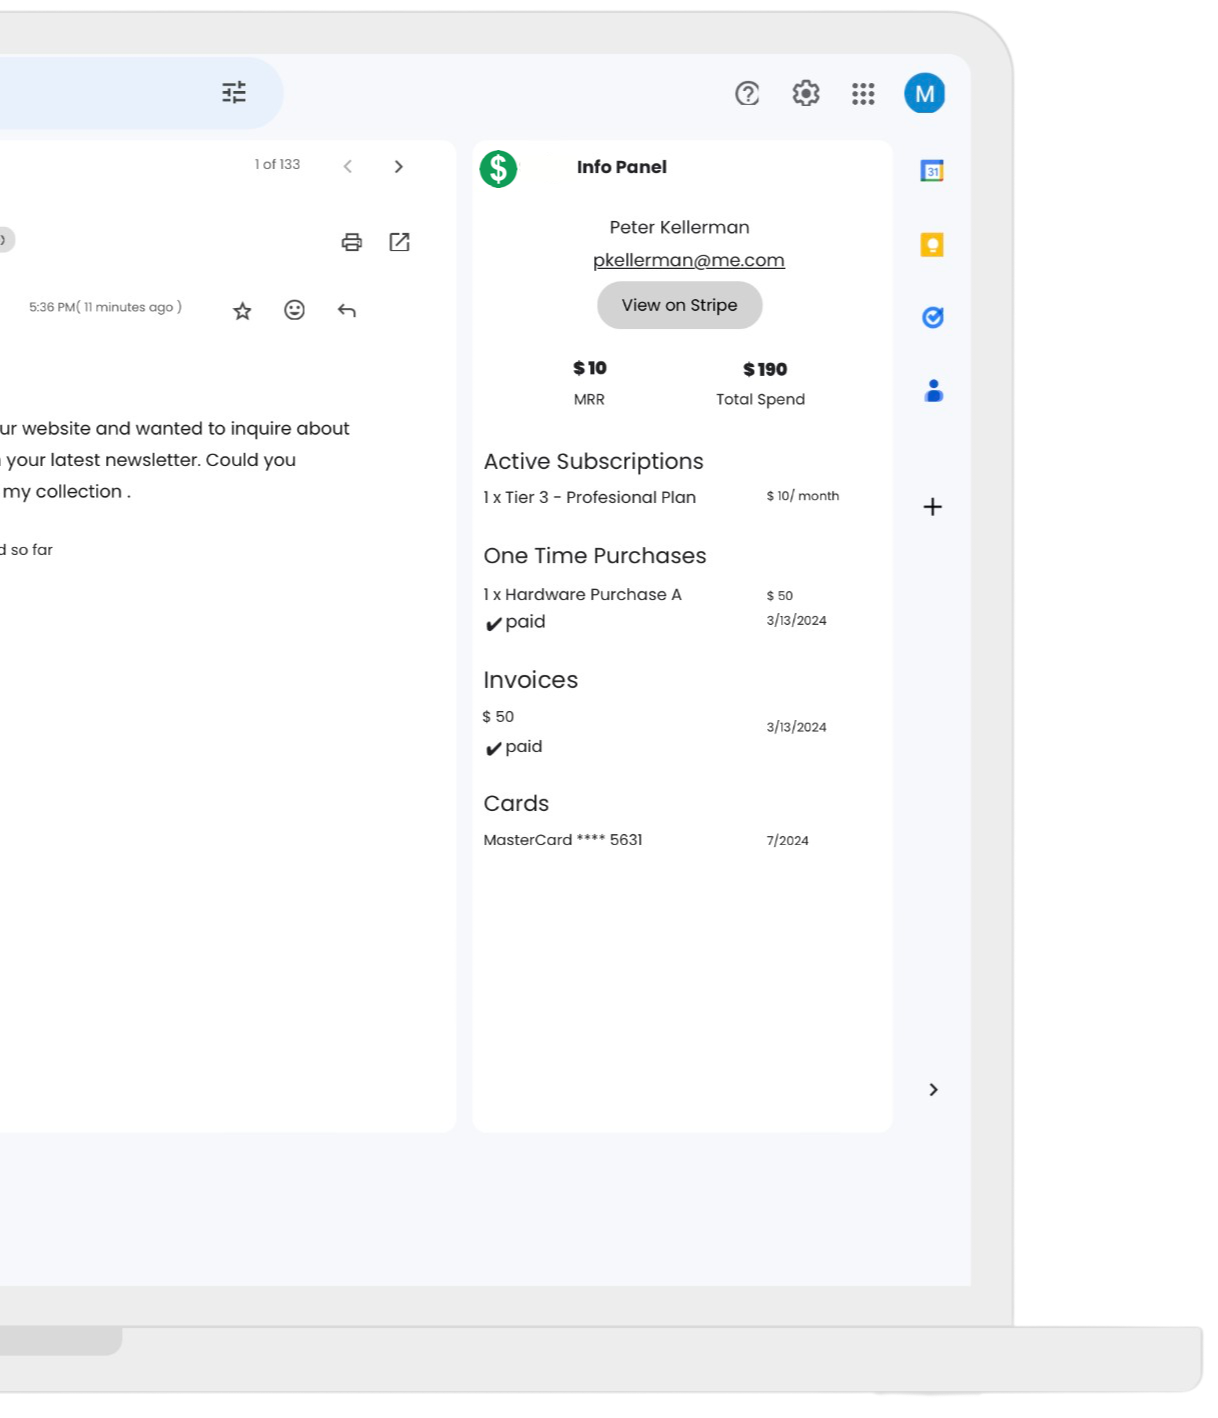 M
1 of 133
Info Panel
31
Peter Kellerman
pkellerman@me.com
View on Stripe
5:36 PM( 11 minutes ago )
$ 10
$ 190
MRR
Total Spend
ur website and wanted to inquire about
your latest newsletter. Could you
my collection .
so far
Active Subscriptions
1 x Tier 3 - Profesional Plan
$ 10/ month
One Time Purchases
1 x Hardware Purchase A
$ 50
✔ paid
3/13/2024
Invoices
$ 50
3/13/2024
✔ paid
Cards
MasterCard **** 5631
7/2024